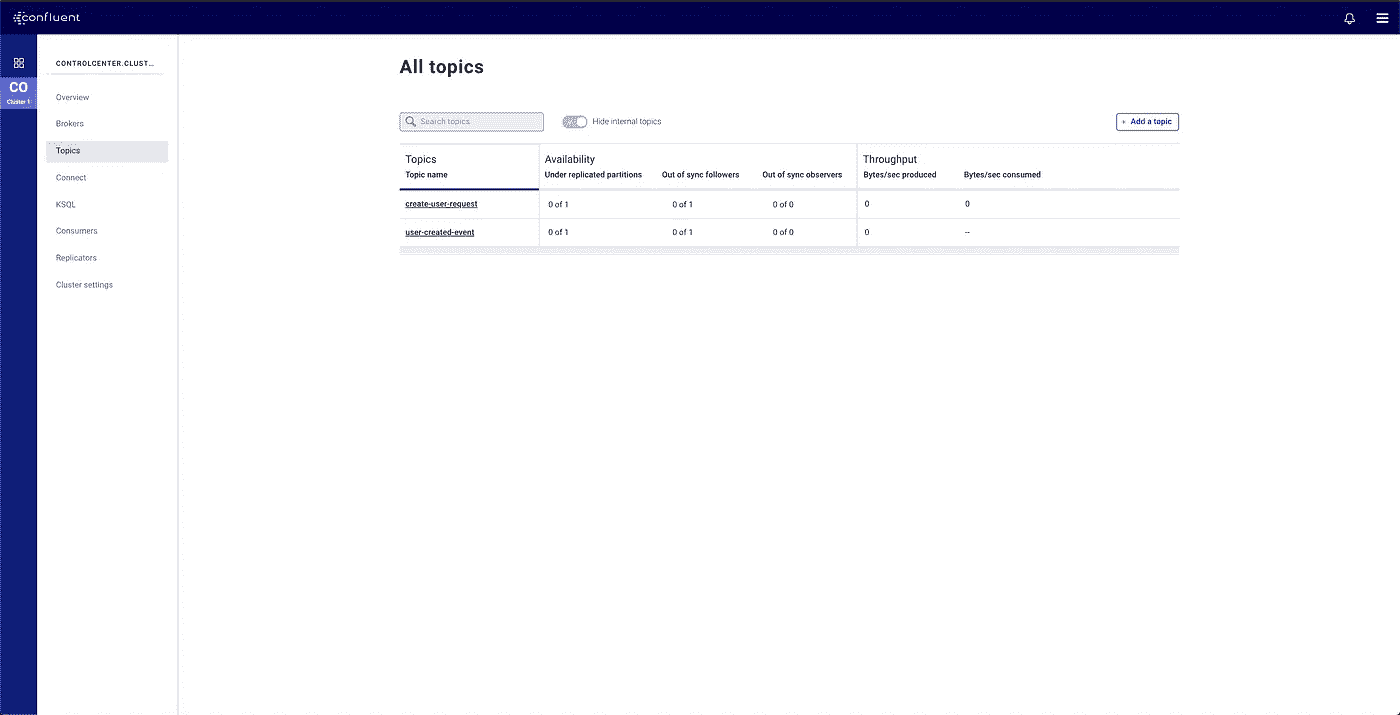 confluent
CO
Cluster 1
CONTROLCENTER.CLUST...
Overview
Brokers
Topics
Connect
KSQL
Consumers
Replicators
Cluster settings
All topics
Search topics
Hide internal topics
+ Add a topic
Topics Availability Throughput
Topic name Under replicated partitions Out of sync followers Out of sync observers Bytes/sec produced Bytes/sec consumed
create-user-request 0 of 1 0 of 1 0 of 0 0 0
user-created-event 0 of 1 0 of 1 0 of 0 0 --